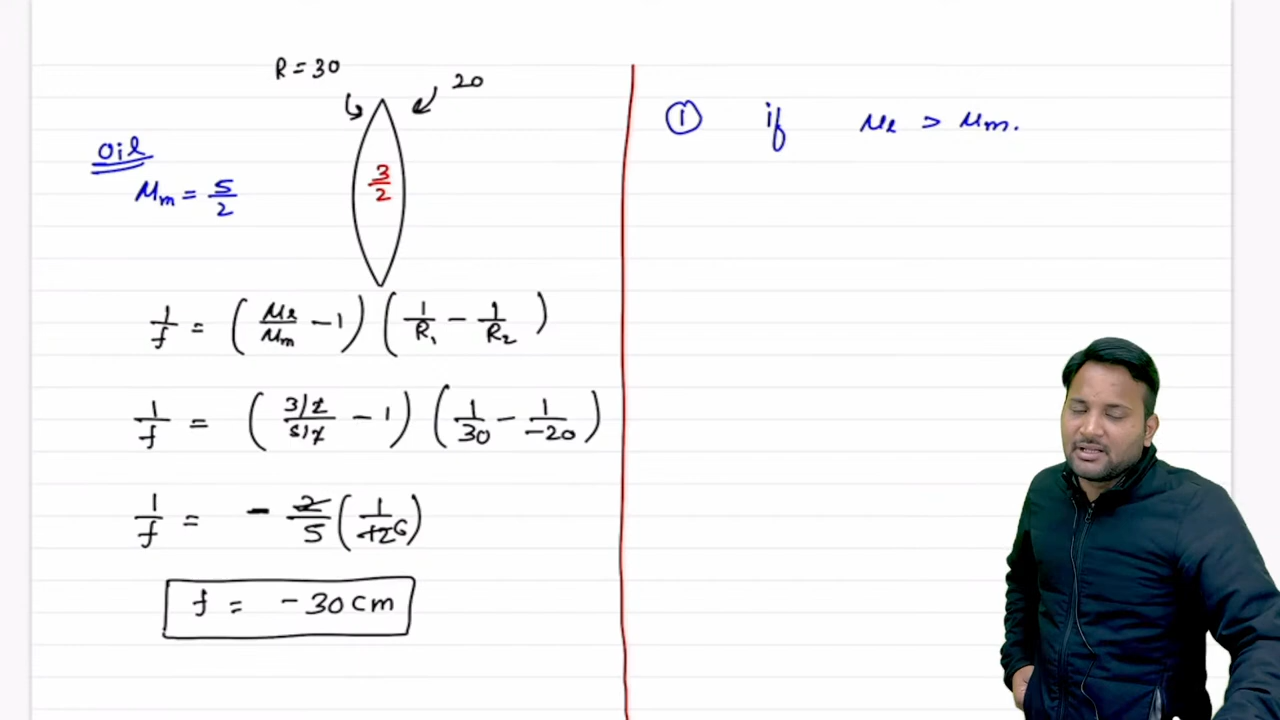 R = 30
20
Oil
μm = 5/2
3/2
1/f = (μl/μm - 1) (1/R₁ - 1/R₂)
1/f = (3/2 / 5/2 - 1) (1/30 - 1/-20)
1/f = - 2/5 (1/12 6)
f = - 30 cm
① if μl > μm.